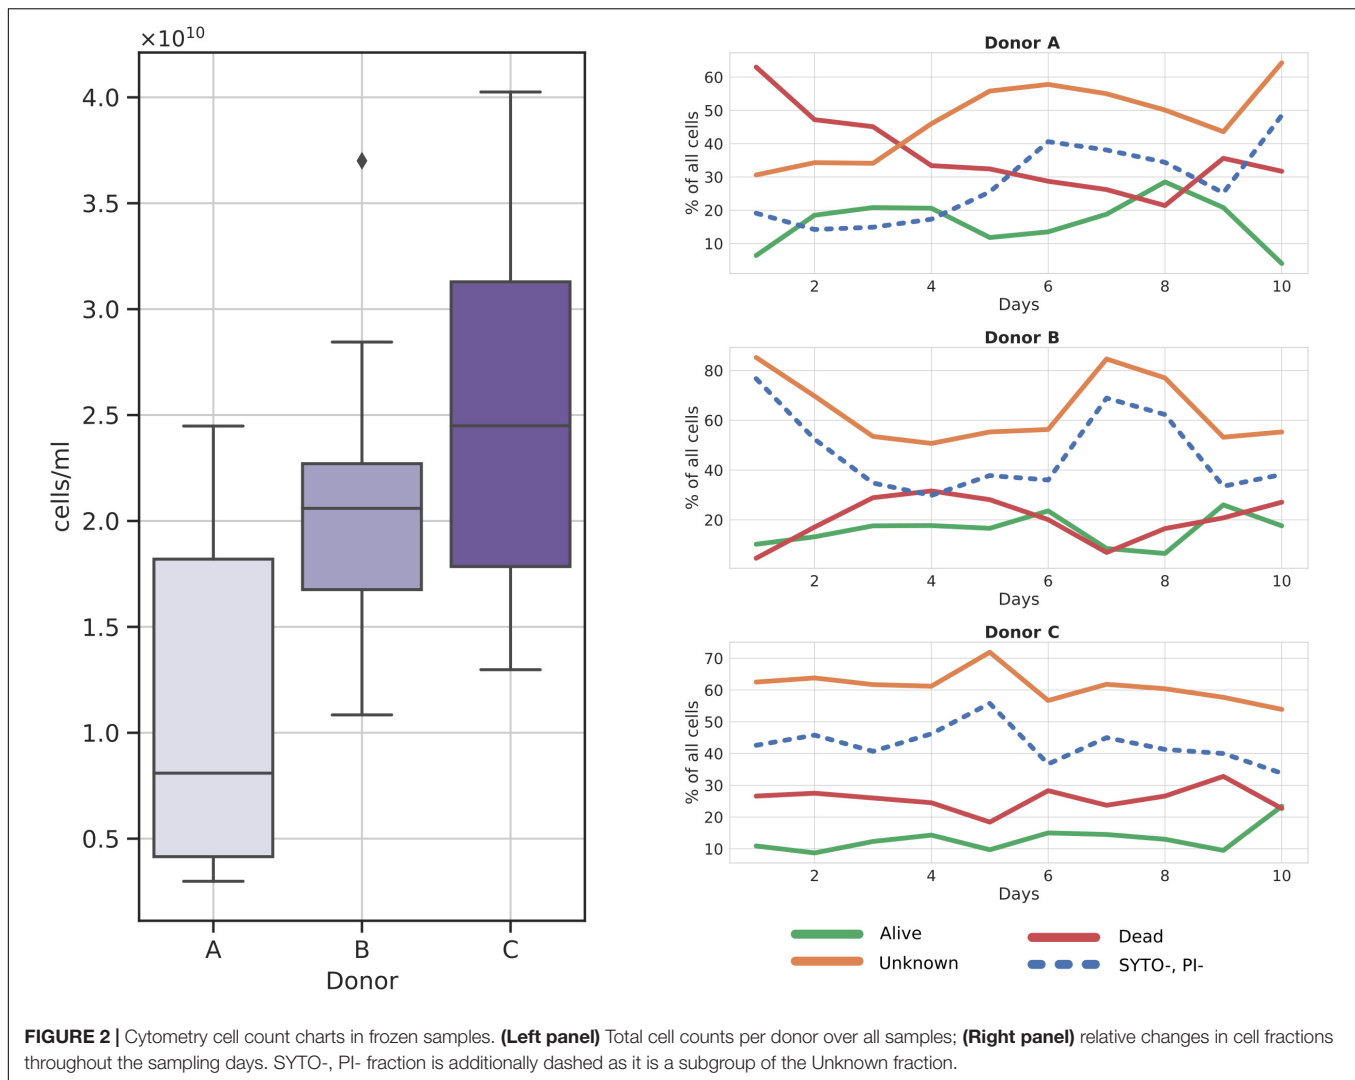 ×10^10
4.0
3.5
3.0
2.5
2.0
1.5
1.0
0.5
cells/ml
A B C
Donor
Donor A
60
50
40
30
20
10
% of all cells
2 4 6 8 10
Days
Donor B
80
60
40
20
% of all cells
2 4 6 8 10
Days
Donor C
70
60
50
40
30
20
10
% of all cells
2 4 6 8 10
Days
Alive Dead
Unknown SYTO-, PI-
FIGURE 2 | Cytometry cell count charts in frozen samples. (Left panel) Total cell counts per donor over all samples; (Right panel) relative changes in cell fractions
throughout the sampling days. SYTO-, PI- fraction is additionally dashed as it is a subgroup of the Unknown fraction.